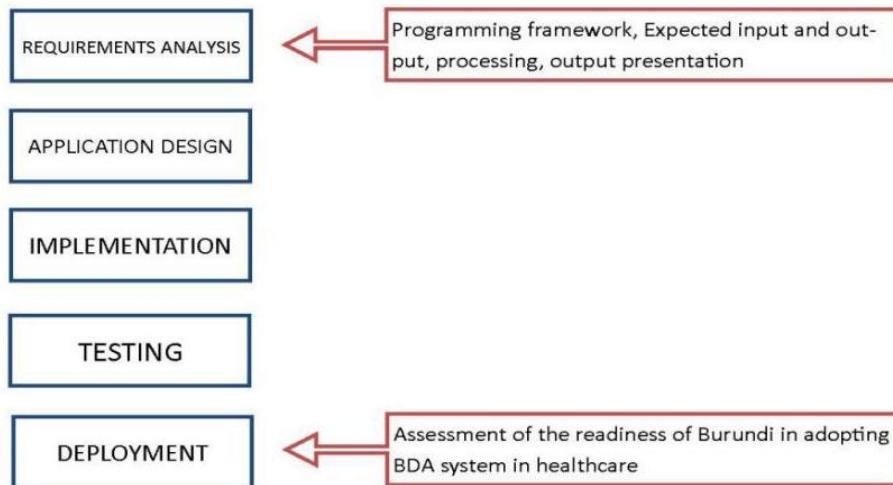 REQUIREMENTS ANALYSIS
Programming framework, Expected input and out-
put, processing, output presentation
APPLICATION DESIGN
IMPLEMENTATION
TESTING
DEPLOYMENT
Assessment of the readiness of Burundi in adopting
BDA system in healthcare